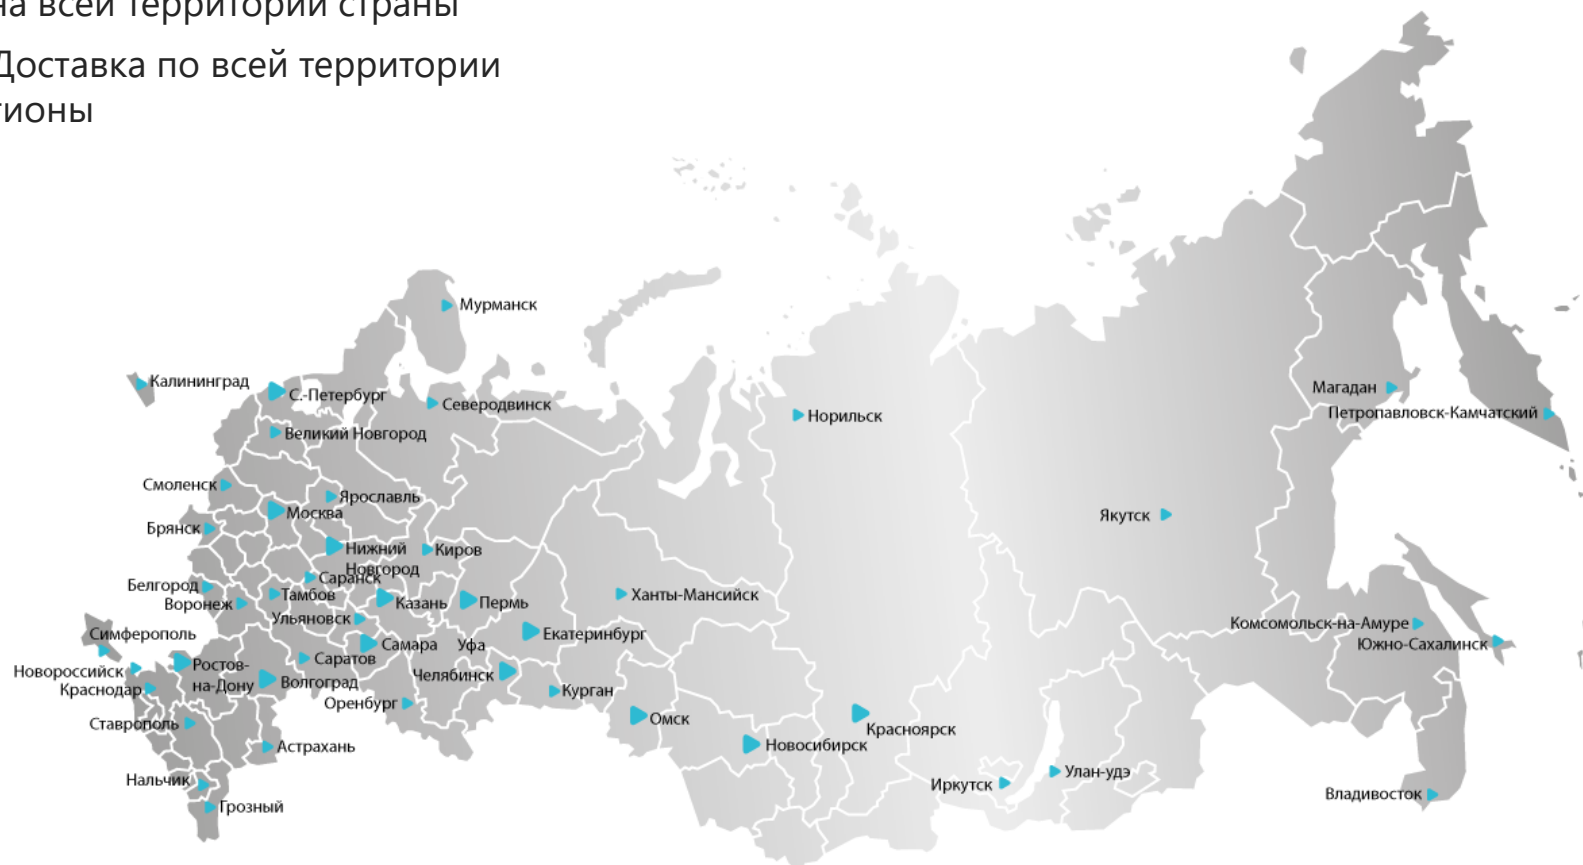 на всей территории страны
Доставка по всей территории
гионы
Мурманск
Калининград
С.-Петербург
Северодвинск
Магадан
Петропавловск-Камчатский
Норильск
Великий Новгород
Смоленск
Ярославль
Москва
Якутск
Брянск
Нижний
Новгород
Киров
Саранск
Белгород
Тамбов
Ханты-Мансийск
Воронеж
Казань
Пермь
Ульяновск
Комсомольск-на-Амуре
Симферополь
Екатеринбург
Самара
Уфа
Южно-Сахалинск
Саратов
Ростов-
на-Дону
Новороссийск
Челябинск
Волгоград
Краснодар
Курган
Оренбург
Омск
Ставрополь
Красноярск
Астрахань
Новосибирск
Улан-удэ
Нальчик
Иркутск
Владивосток
Грозный